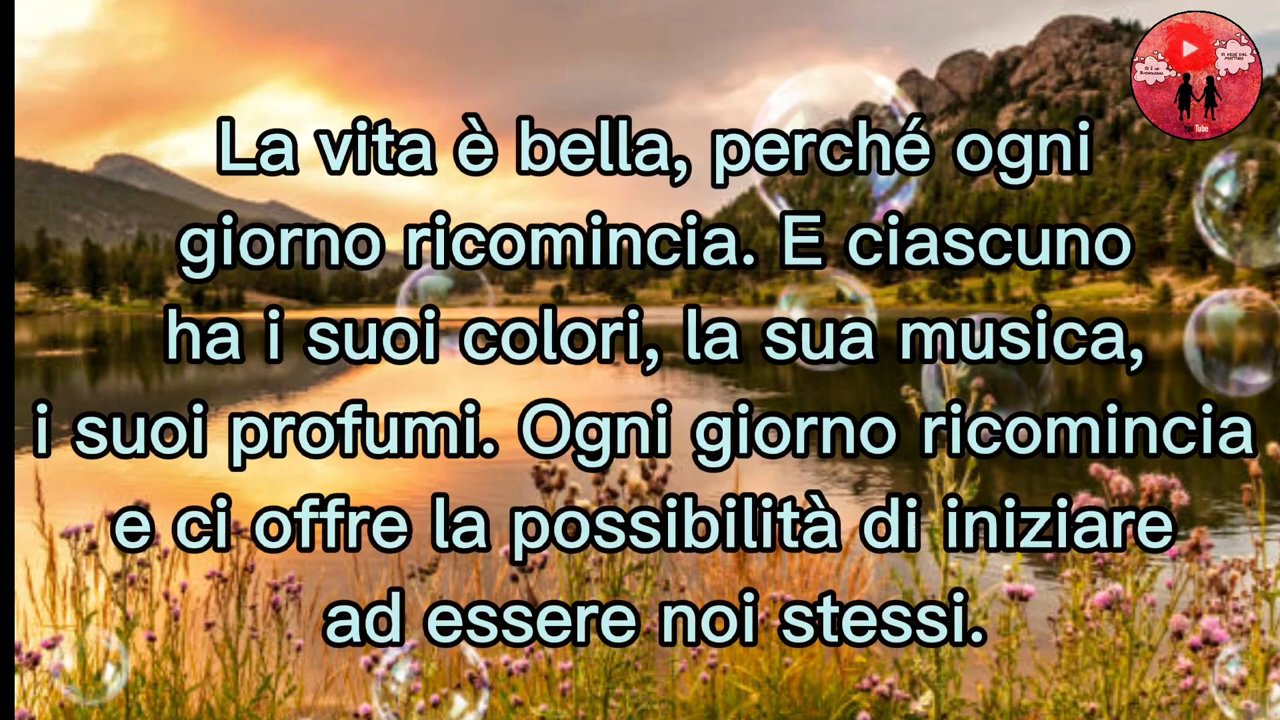 La vita è bella, perché ogni
giorno ricomincia. E ciascuno
ha i suoi colori, la sua musica,
i suoi profumi. Ogni giorno ricomincia
e ci offre la possibilità di iniziare
ad essere noi stessi.